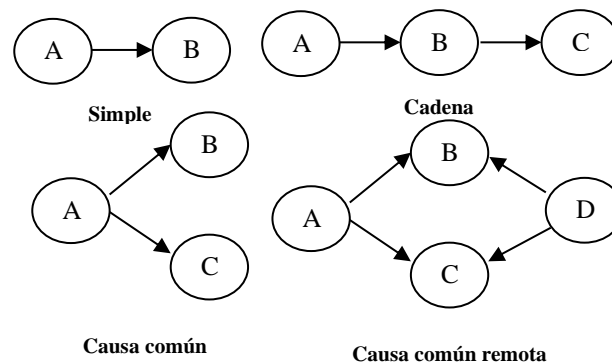 A B
Simple
A B C
Cadena
A
B
C
Causa común
A
B
D
C
Causa común remota